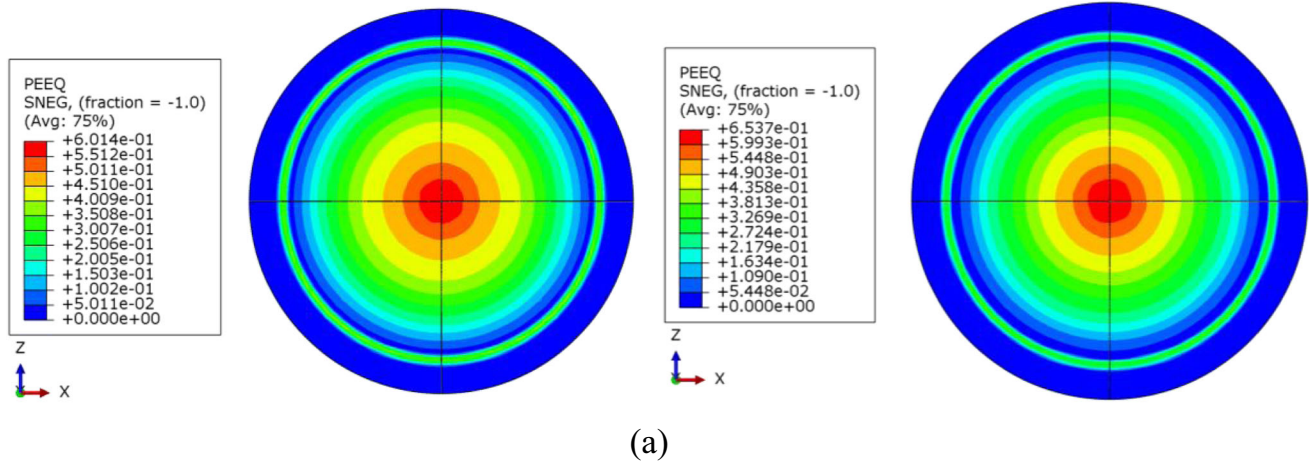 PEEQ
SNEG, (fraction = -1.0)
(Avg: 75%)
+6.014e-01
+5.512e-01
+5.011e-01
+4.510e-01
+4.009e-01
+3.508e-01
+3.007e-01
+2.506e-01
+2.005e-01
+1.503e-01
+1.002e-01
+5.011e-02
+0.000e+00
Z
X
PEEQ
SNEG, (fraction = -1.0)
(Avg: 75%)
+6.537e-01
+5.993e-01
+5.448e-01
+4.903e-01
+4.358e-01
+3.813e-01
+3.269e-01
+2.724e-01
+2.179e-01
+1.634e-01
+1.090e-01
+5.448e-02
+0.000e+00
Z
X
(a)